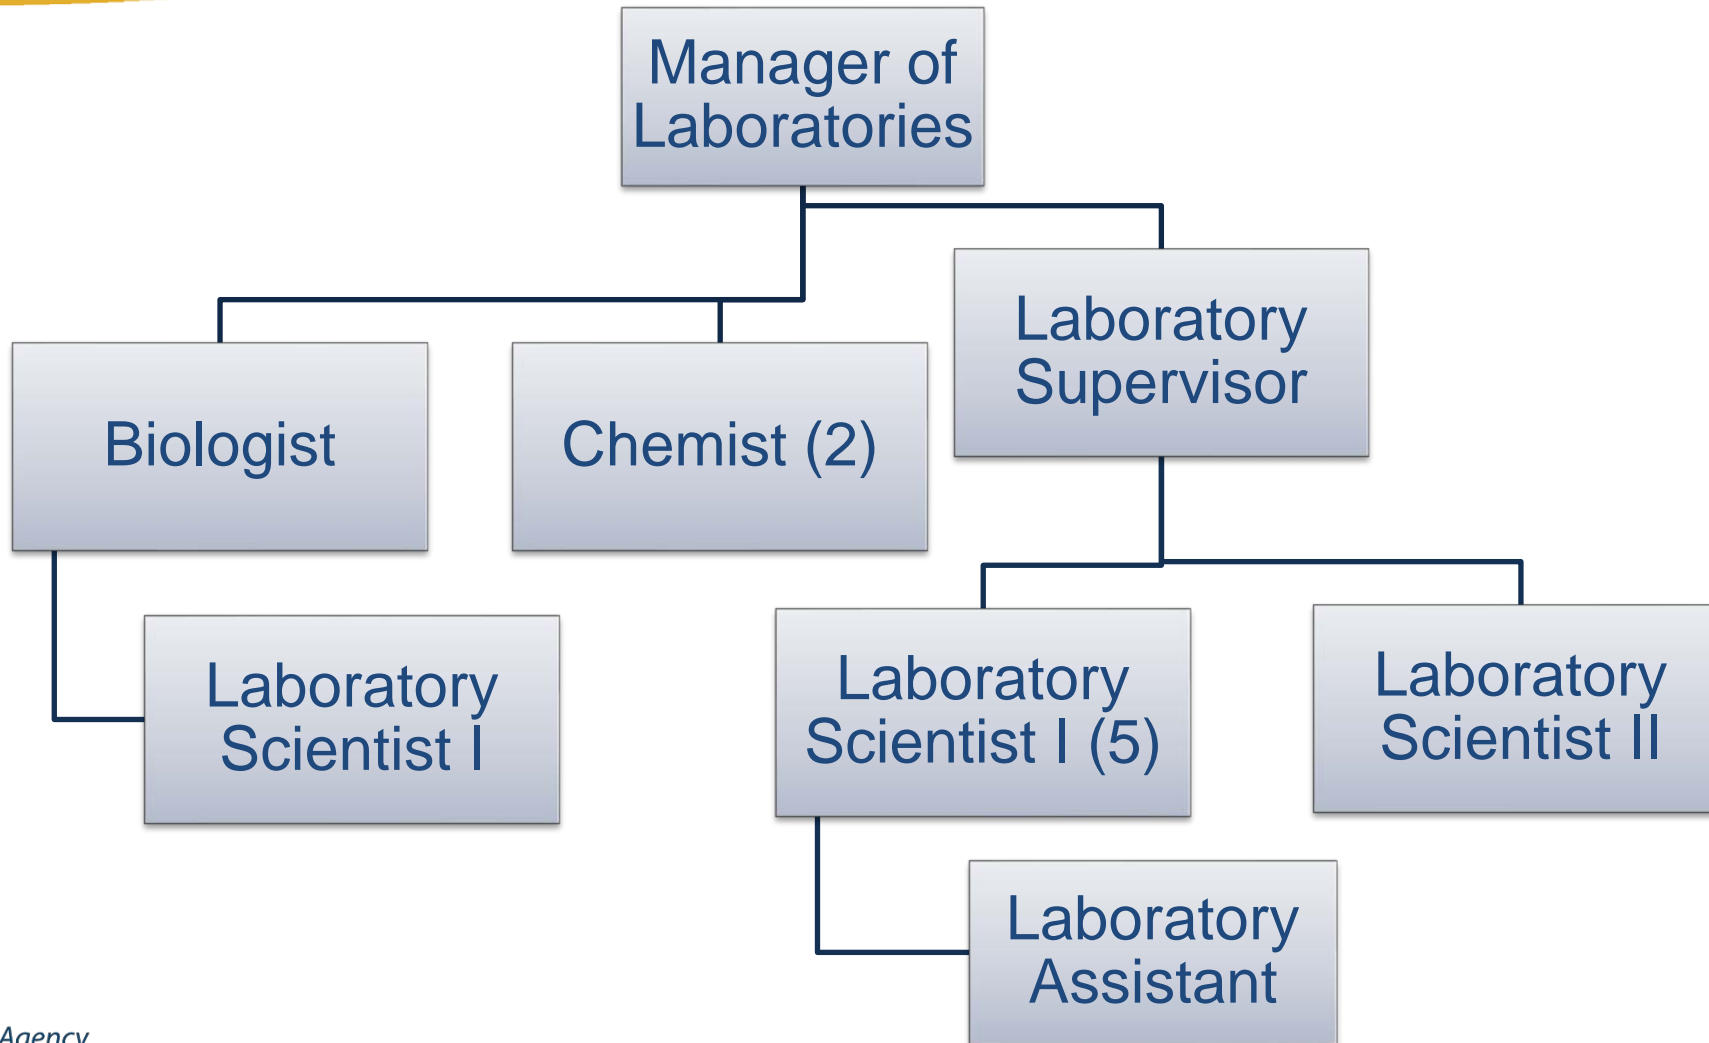 Manager of
Laboratories
Laboratory
Supervisor
Biologist
Chemist (2)
Laboratory
Scientist I
Laboratory
Scientist I (5)
Laboratory
Scientist II
Laboratory
Assistant
Agency